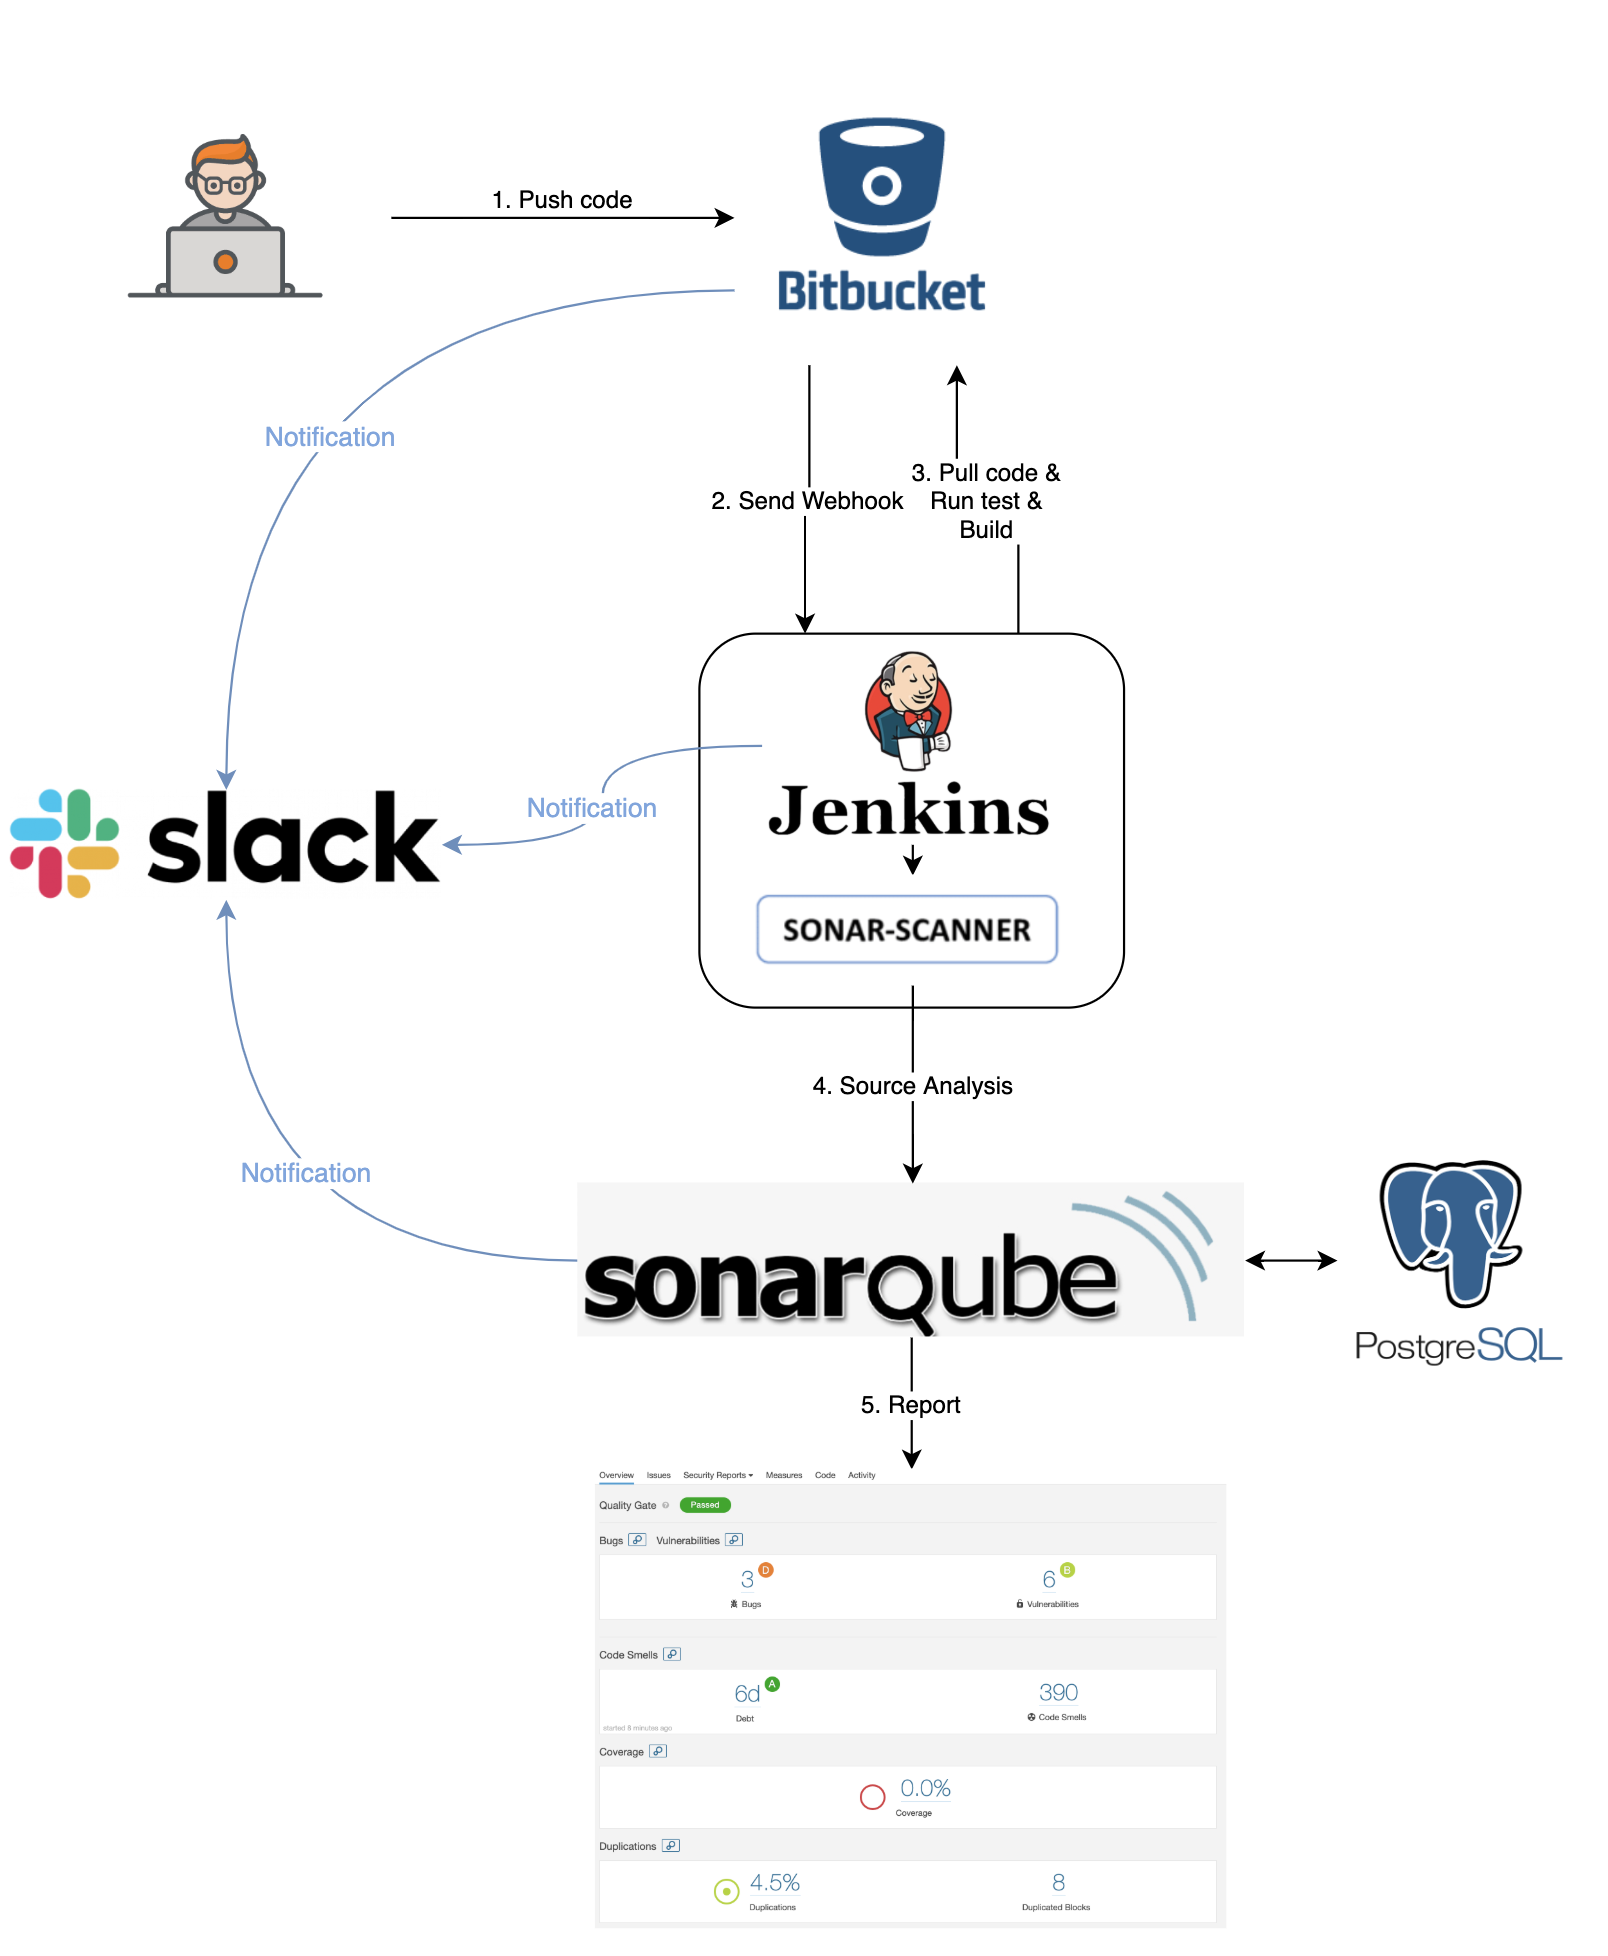 1. Push code
Bitbucket
Notification
2. Send Webhook
3. Pull code &
Run test &
Build
Jenkins
Notification
slack
SONAR-SCANNER
4. Source Analysis
Notification
sonarqube
PostgreSQL
5. Report
Overview Issues Security Reports Measures Code Activity
Quality Gate ? Passed
Bugs Vulnerabilities
3 D 6 B
Bugs Vulnerabilities
Code Smells
6d A 390
Debt Code Smells
started 8 minutes ago
Coverage
0.0%
Coverage
Duplications
4.5% 8
Duplications Duplicated Blocks